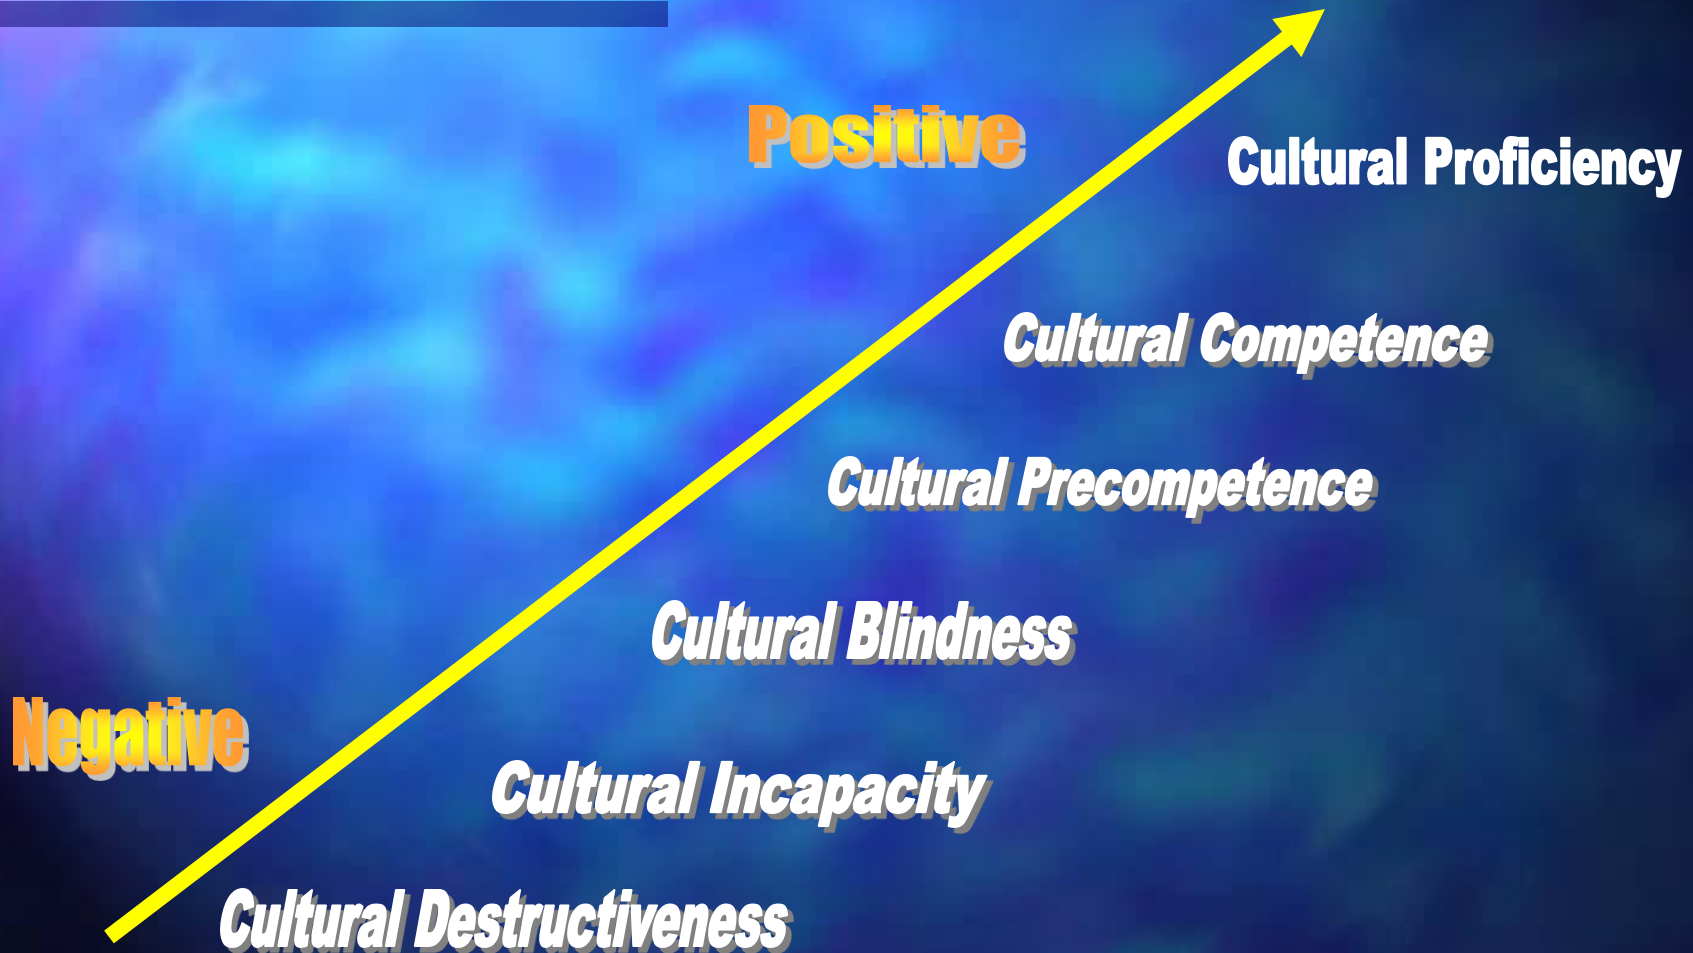 Positive
Cultural Proficiency
Cultural Competence
Cultural Precompetence
Cultural Blindness
Negative
Cultural Incapacity
Cultural Destructiveness